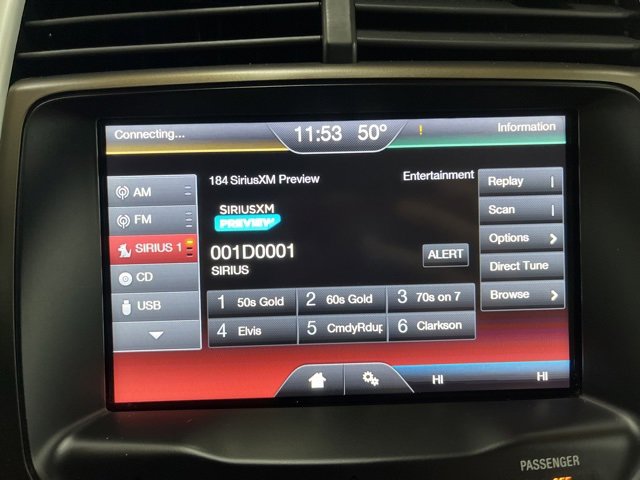 Connecting...
11:53 50°
!
Information
184 SiriusXM Preview
Entertainment
Replay
Scan
Options >
Direct Tune
Browse >
AM
FM
SIRIUS 1
CD
USB
SIRIUSXM
PREVIEW
001D0001
SIRIUS
ALERT
1 50s Gold
2 60s Gold
3 70s on 7
4 Elvis
5 CmdyRdup
6 Clarkson
HI
HI
PASSENGER
OFF